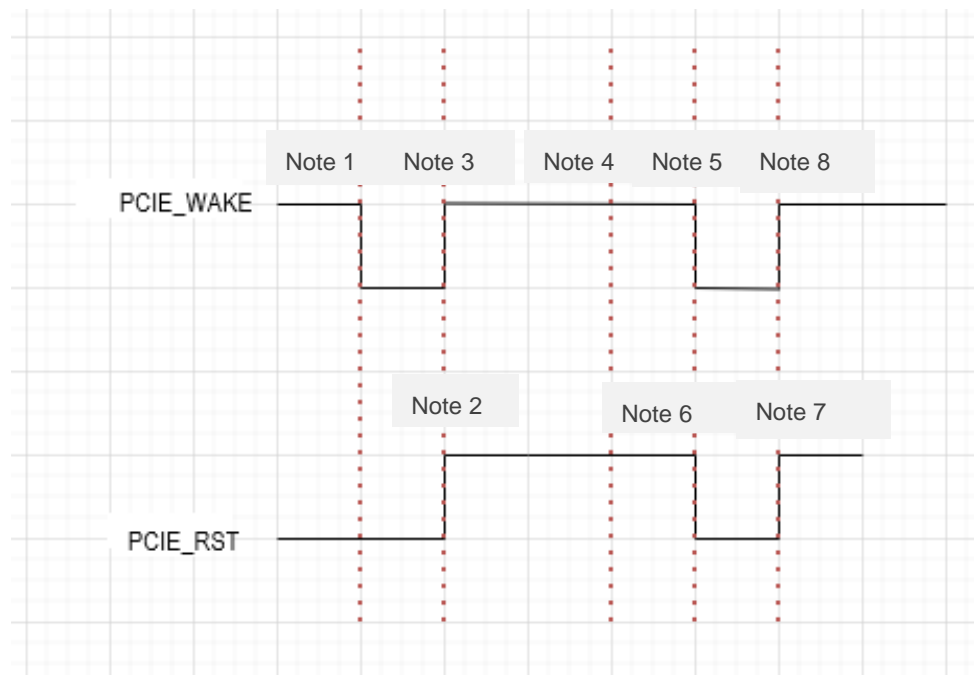 Note 1
Note 3
Note 4
Note 5
Note 8
PCIE_WAKE
Note 2
Note 6
Note 7
PCIE_RST